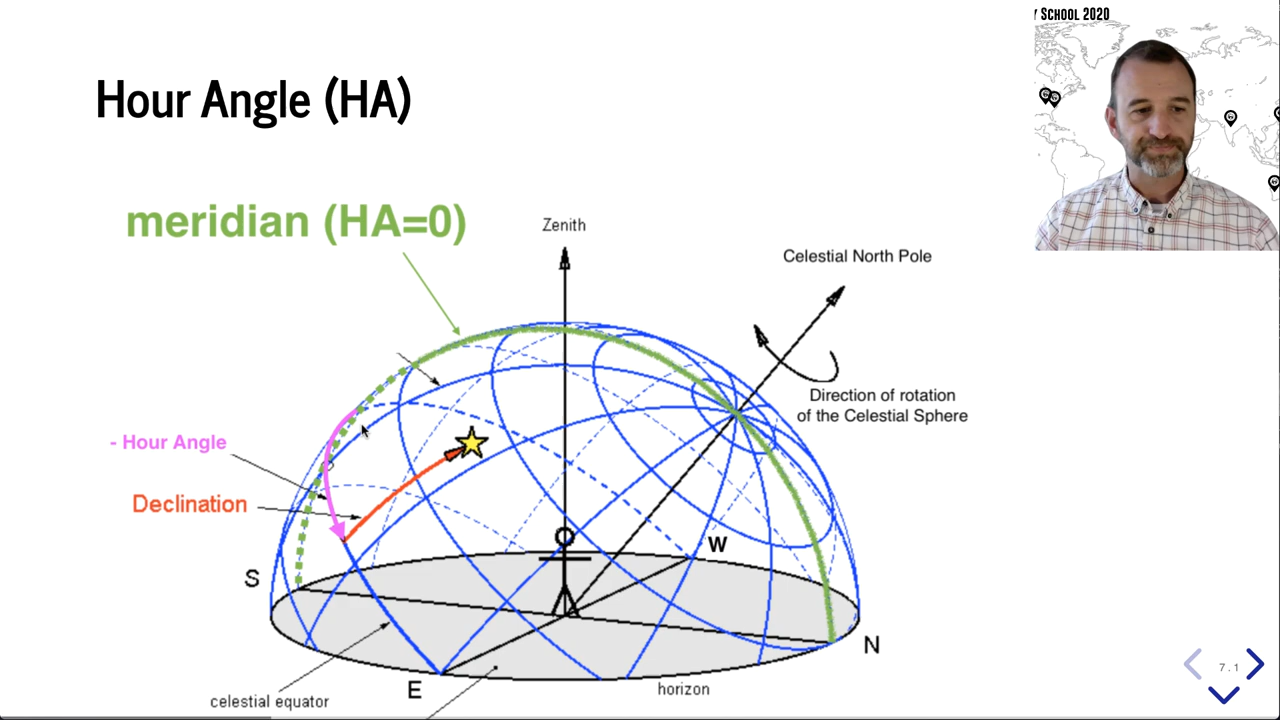 Y SCHOOL 2020
Hour Angle (HA)
meridian (HA=0)
Zenith
Celestial North Pole
Direction of rotation
of the Celestial Sphere
- Hour Angle
Declination
W
S
N
E
horizon
celestial equator
7.1